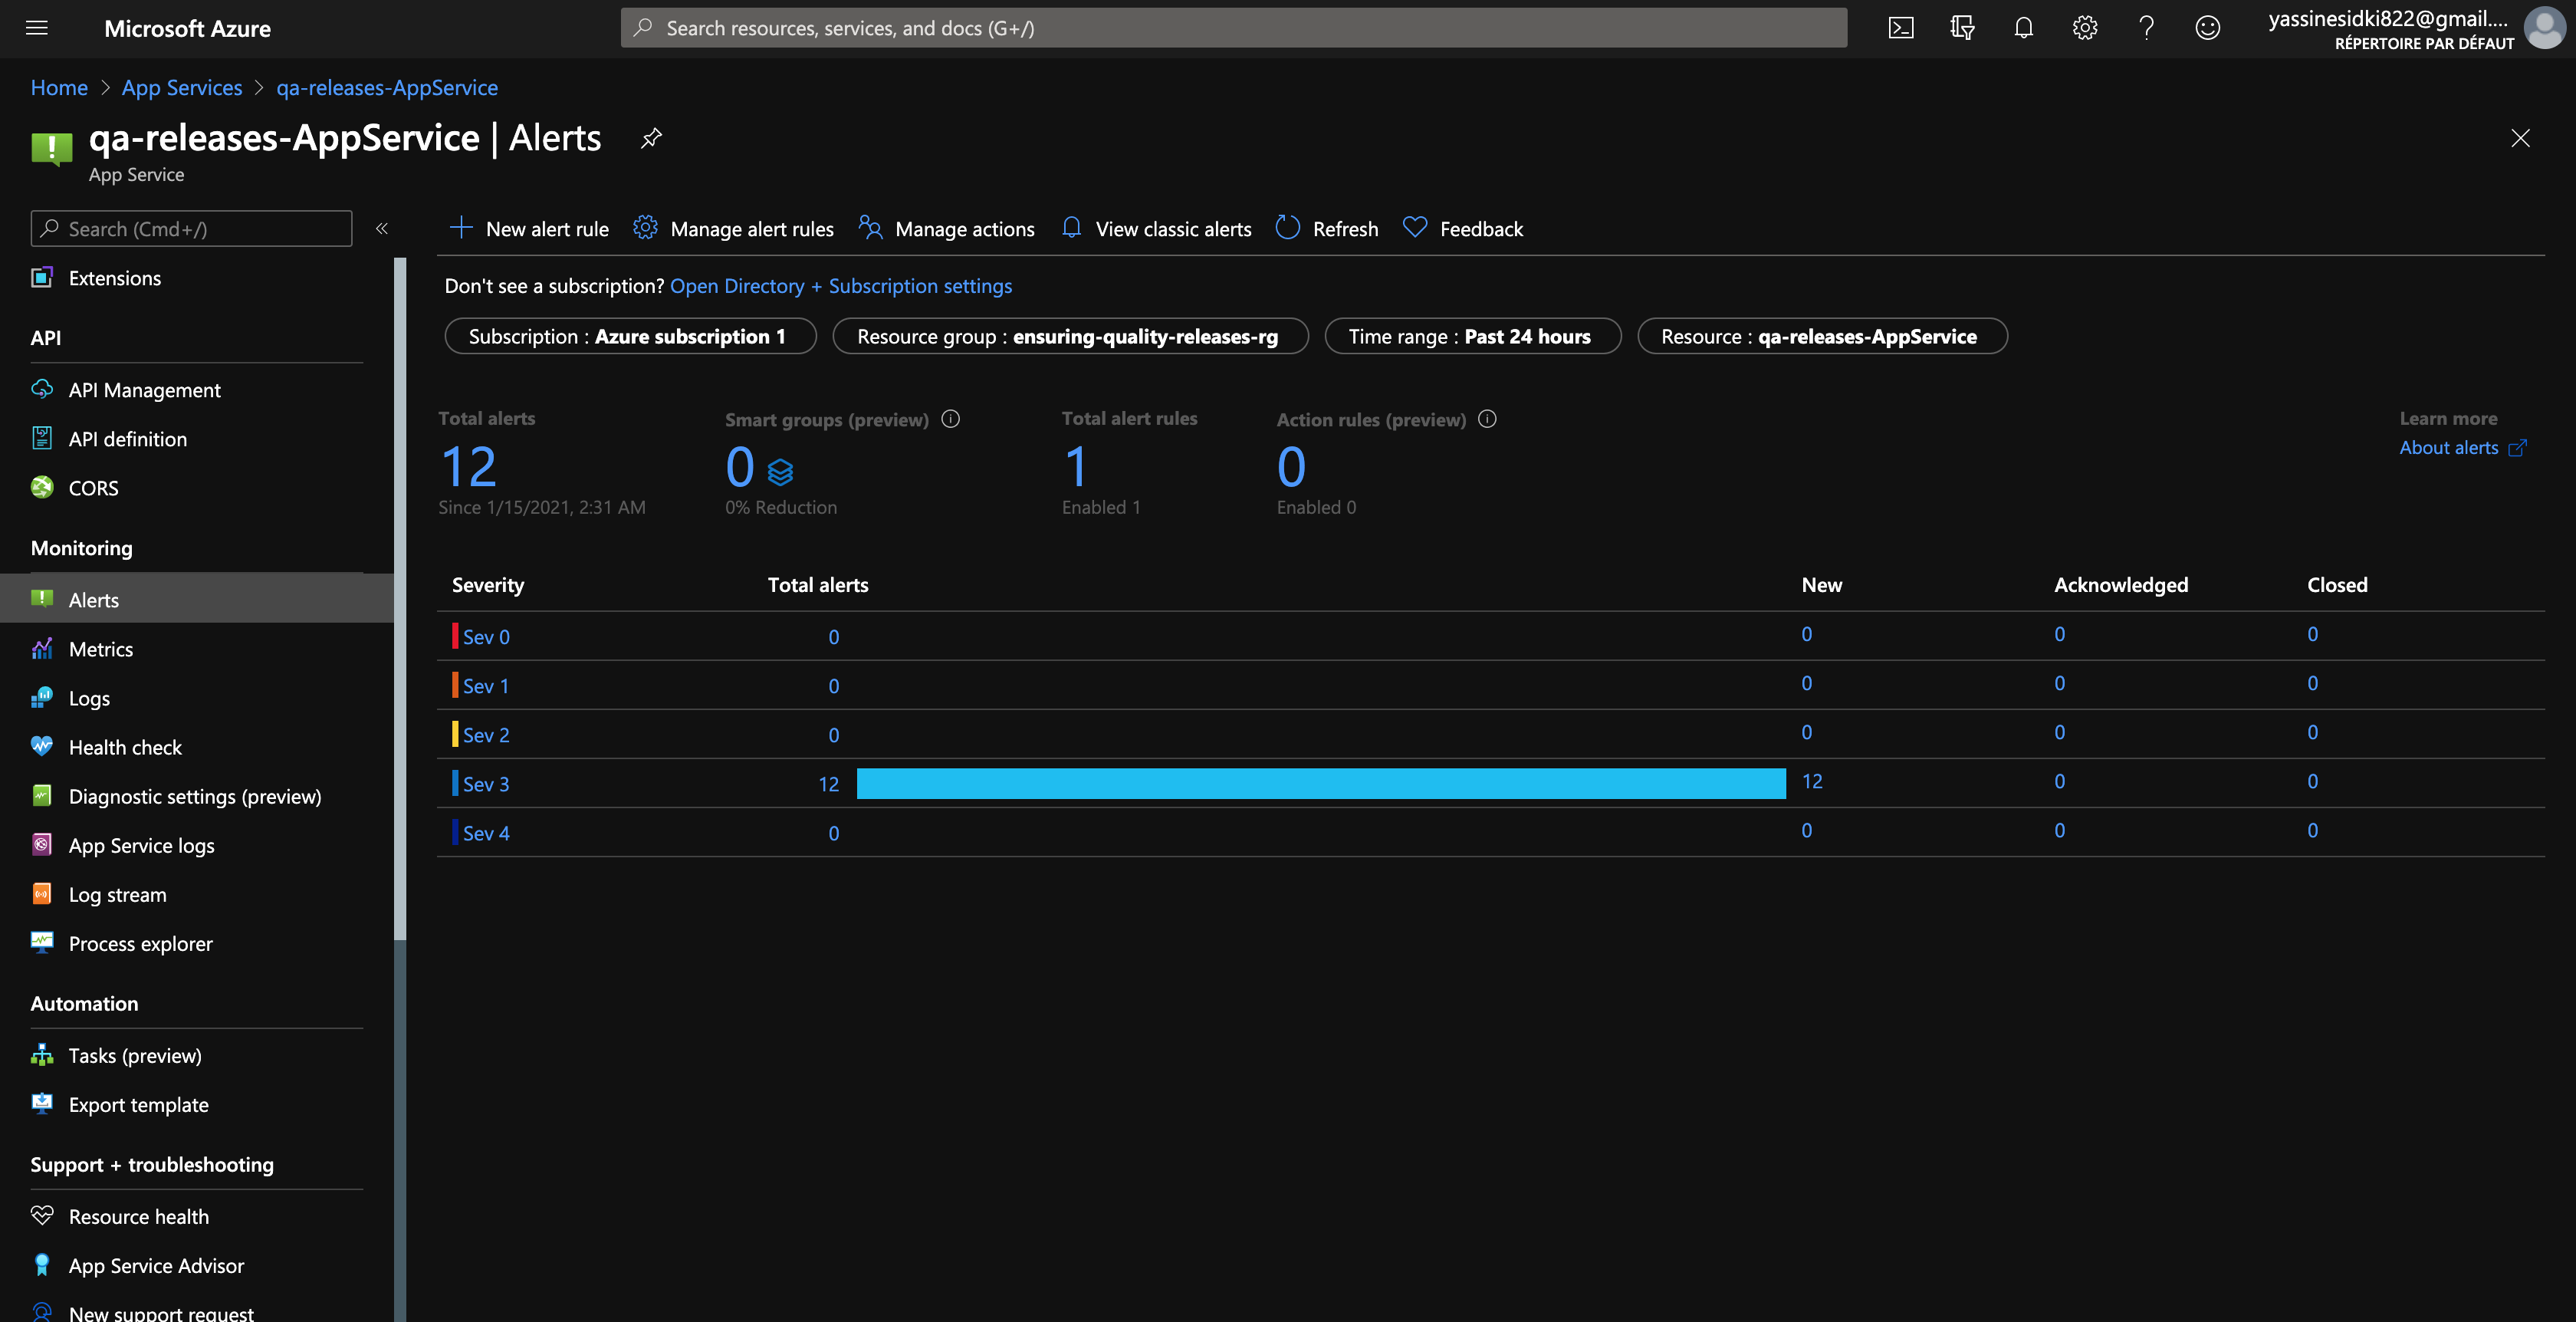 Microsoft Azure
Search resources, services, and docs (G+/)
yassinesidki822@gmail....
RÉPERTOIRE PAR DÉFAUT
Home > App Services > qa-releases-AppService
qa-releases-AppService | Alerts
App Service
Search (Cmd+/)
Extensions
API
API Management
API definition
CORS
Monitoring
Alerts
Metrics
Logs
Health check
Diagnostic settings (preview)
App Service logs
Log stream
Process explorer
Automation
Tasks (preview)
Export template
Support + troubleshooting
Resource health
App Service Advisor
New support request
New alert rule Manage alert rules Manage actions View classic alerts Refresh Feedback
Don't see a subscription? Open Directory + Subscription settings
Subscription : Azure subscription 1 Resource group : ensuring-quality-releases-rg Time range : Past 24 hours Resource : qa-releases-AppService
Total alerts Smart groups (preview) Total alert rules Action rules (preview) Learn more
12 0 1 0 About alerts
Since 1/15/2021, 2:31 AM 0% Reduction Enabled 1 Enabled 0
Severity Total alerts New Acknowledged Closed
Sev 0 0 0 0 0
Sev 1 0 0 0 0
Sev 2 0 0 0 0
Sev 3 12 12 0 0
Sev 4 0 0 0 0